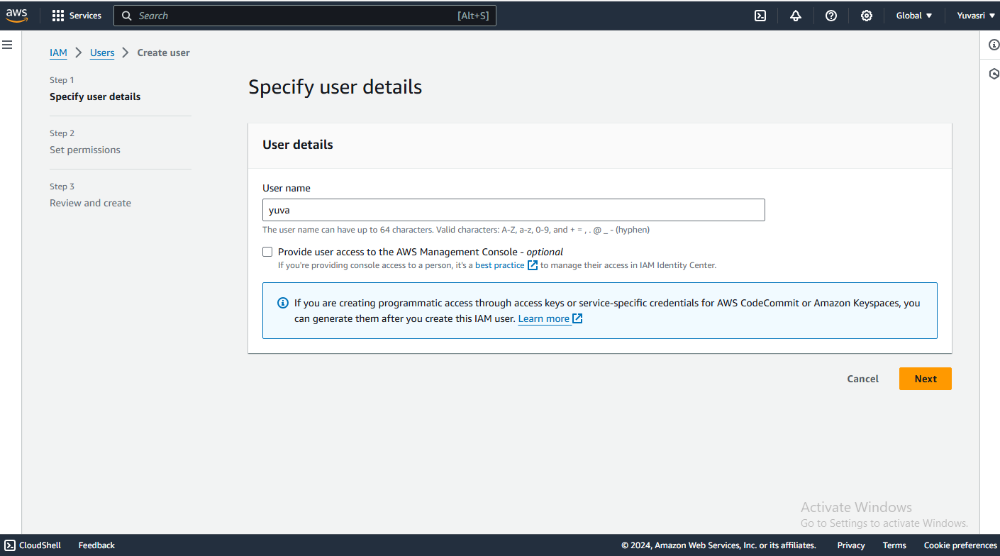 aws
Services
Search
[Alt+S]
Global
Yuvasri
IAM
Users
Create user
Step 1
Specify user details
Step 2
Set permissions
Step 3
Review and create
Specify user details
User details
User name
yuva
The user name can have up to 64 characters. Valid characters: A-Z, a-z, 0-9, and + = , . @ _ - (hyphen)
Provide user access to the AWS Management Console - optional
If you're providing console access to a person, it's a best practice to manage their access in IAM Identity Center.
If you are creating programmatic access through access keys or service-specific credentials for AWS CodeCommit or Amazon Keyspaces, you
can generate them after you create this IAM user. Learn more
Cancel
Next
Activate Windows
Go to Settings to activate Windows.
CloudShell
Feedback
© 2024, Amazon Web Services, Inc. or its affiliates.
Privacy
Terms
Cookie preferences